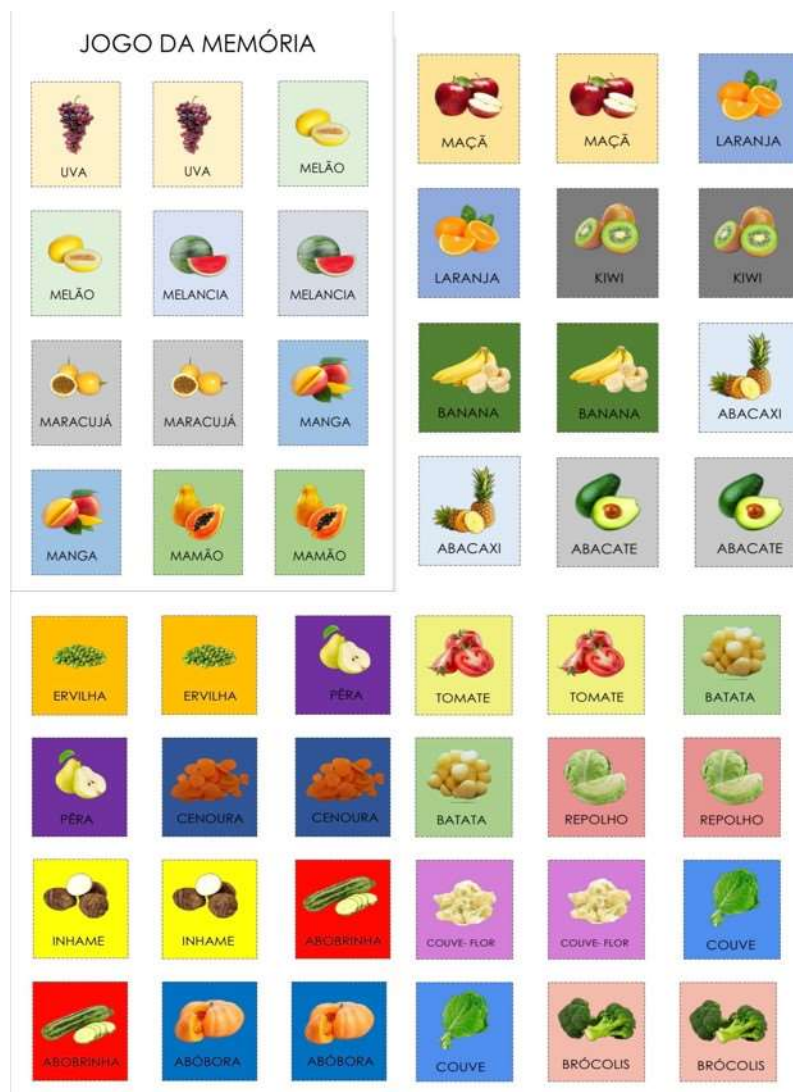 JOGO DA MEMÓRIA
UVA
UVA
MELÃO
MELÃO
MELANCIA
MELANCIA
MARACUJÁ
MARACUJÁ
MANGA
MANGA
MAMÃO
MAMÃO
MAÇÃ
MAÇÃ
LARANJA
LARANJA
KIWI
KIWI
BANANA
BANANA
ABACAXI
ABACAXI
ABACATE
ABACATE
ERVILHA
ERVILHA
PÊRA
PÊRA
CENOURA
CENOURA
INHAME
INHAME
ABOBRINHA
ABOBRINHA
ABÓBORA
ABÓBORA
TOMATE
TOMATE
BATATA
BATATA
REPOLHO
REPOLHO
COUVE- FLOR
COUVE- FLOR
COUVE
COUVE
BRÓCOLIS
BRÓCOLIS